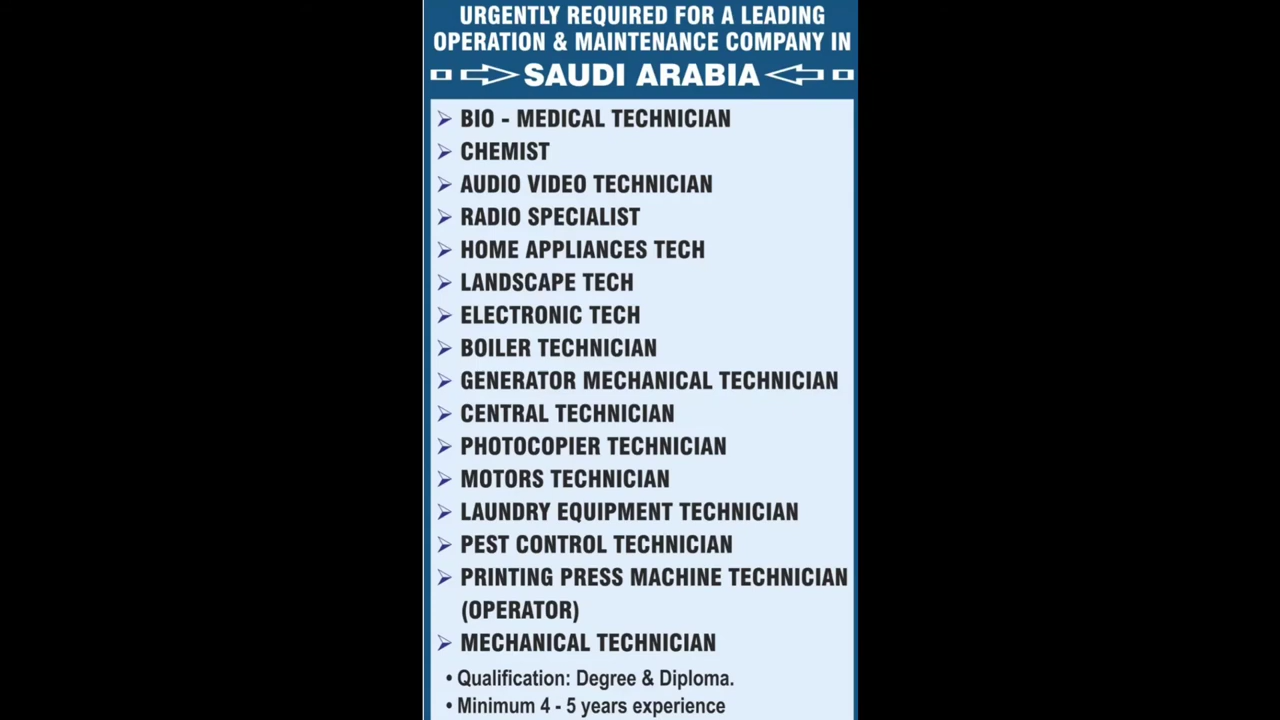 URGENTLY REQUIRED FOR A LEADING
OPERATION & MAINTENANCE COMPANY IN
SAUDI ARABIA
BIO - MEDICAL TECHNICIAN
CHEMIST
AUDIO VIDEO TECHNICIAN
RADIO SPECIALIST
HOME APPLIANCES TECH
LANDSCAPE TECH
ELECTRONIC TECH
BOILER TECHNICIAN
GENERATOR MECHANICAL TECHNICIAN
CENTRAL TECHNICIAN
PHOTOCOPIER TECHNICIAN
MOTORS TECHNICIAN
LAUNDRY EQUIPMENT TECHNICIAN
PEST CONTROL TECHNICIAN
PRINTING PRESS MACHINE TECHNICIAN
(OPERATOR)
MECHANICAL TECHNICIAN
• Qualification: Degree & Diploma.
• Minimum 4 - 5 years experience